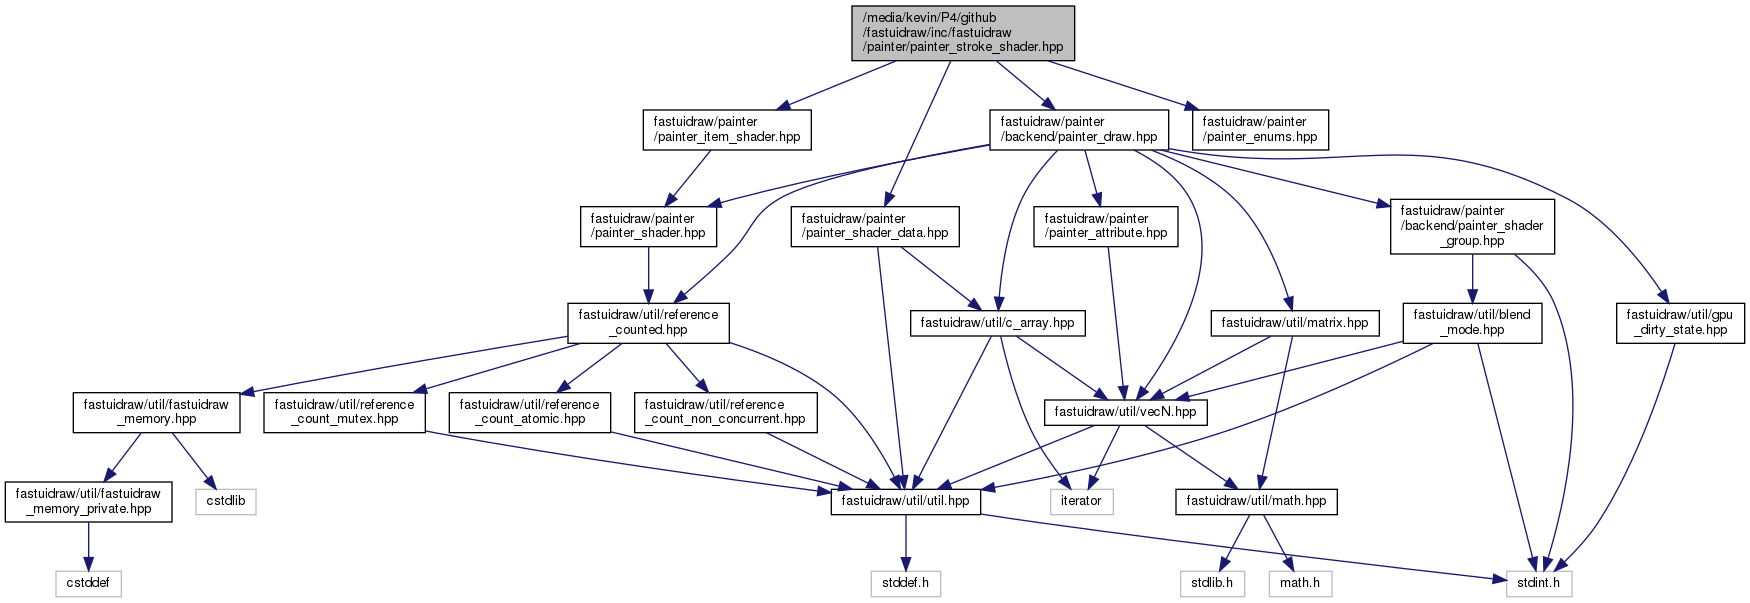 /media/kevin/P4/github
/fastuidraw/inc/fastuidraw
/painter/painter_stroke_shader.hpp
fastuidraw/painter
/painter_item_shader.hpp
fastuidraw/painter
/backend/painter_draw.hpp
fastuidraw/painter
/painter_enums.hpp
fastuidraw/painter
/painter_shader.hpp
fastuidraw/painter
/painter_shader_data.hpp
fastuidraw/painter
/painter_attribute.hpp
fastuidraw/painter
/backend/painter_shader
_group.hpp
fastuidraw/util/reference
_counted.hpp
fastuidraw/util/c_array.hpp
fastuidraw/util/matrix.hpp
fastuidraw/util/blend
_mode.hpp
fastuidraw/util/gpu
_dirty_state.hpp
fastuidraw/util/fastuidraw
_memory.hpp
fastuidraw/util/reference
_count_mutex.hpp
fastuidraw/util/reference
_count_atomic.hpp
fastuidraw/util/reference
_count_non_concurrent.hpp
fastuidraw/util/vecN.hpp
fastuidraw/util/fastuidraw
_memory_private.hpp
cstdlib
fastuidraw/util/util.hpp
iterator
fastuidraw/util/math.hpp
cstddef
stddef.h
stdlib.h
math.h
stdint.h